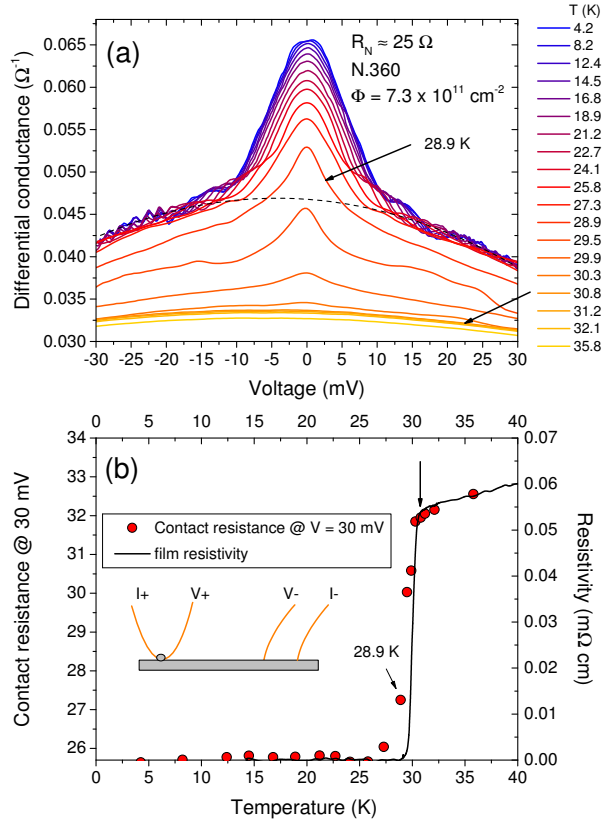 (a)
R_N ≈ 25 Ω
N.360
Φ = 7.3 x 10^11 cm^-2
28.9 K
Differential conductance (Ω^-1)
0.065
0.060
0.055
0.050
0.045
0.040
0.035
0.030
-30 -25 -20 -15 -10 -5 0 5 10 15 20 25 30
Voltage (mV)
T (K)
4.2
8.2
12.4
14.5
16.8
18.9
21.2
22.7
24.1
25.8
27.3
28.9
29.5
29.9
30.3
30.8
31.2
32.1
35.8
0 5 10 15 20 25 30 35 40
(b)
Contact resistance @ 30 mV
34
33
32
31
30
29
28
27
26
Contact resistance @ V = 30 mV
film resistivity
I+ V+ V- I-
28.9 K
0.07
0.06
0.05
0.04
0.03
0.02
0.01
0.00
Resistivity (mΩ cm)
0 5 10 15 20 25 30 35 40
Temperature (K)